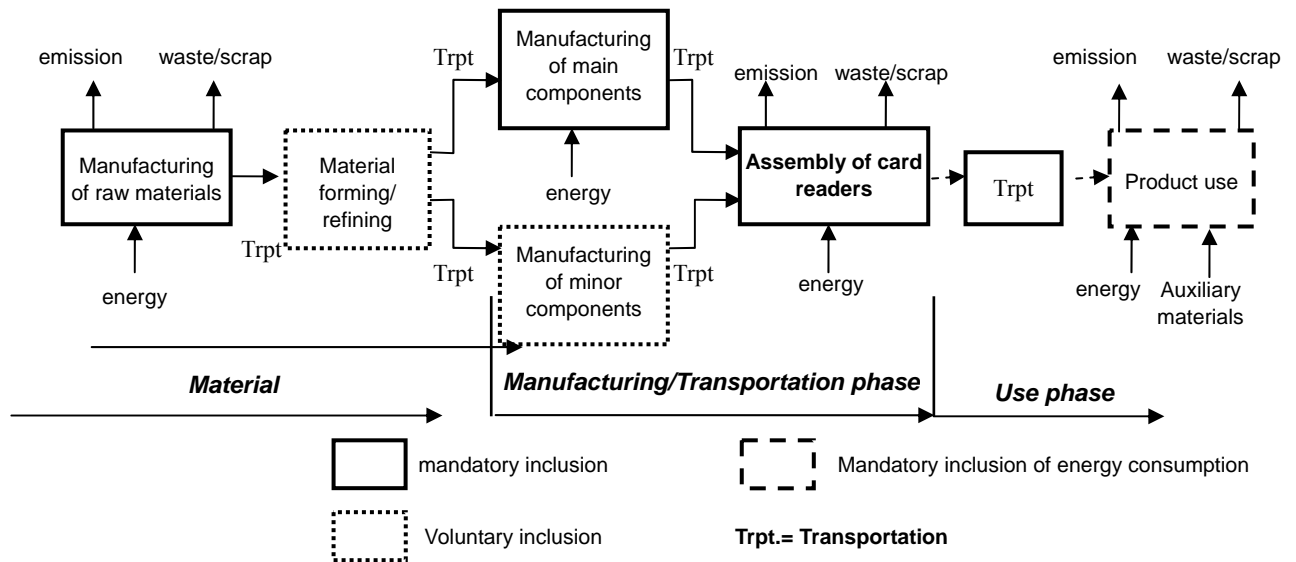 emission
waste/scrap
Manufacturing
of raw materials
energy
Trpt
Material
forming/
refining
Trpt
Trpt
Manufacturing
of main
components
energy
Manufacturing
of minor
components
Trpt
Trpt
emission
waste/scrap
Assembly of card
readers
energy
Trpt
emission
waste/scrap
Product use
energy
Auxiliary
materials
Material
Manufacturing/Transportation phase
Use phase
mandatory inclusion
Mandatory inclusion of energy consumption
Voluntary inclusion
Trpt.= Transportation